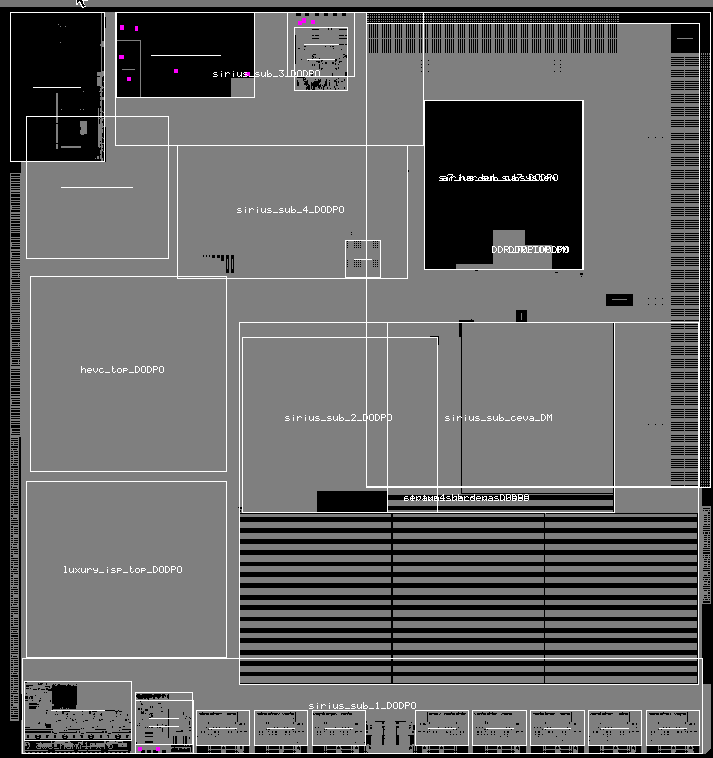 sirius_sub_3_DODPO
sirius_sub_4_DODPO
hevc_top_DODPO
sirius_sub_2_DODPO
sirius_sub_ceva_DM
luxury_isp_top_DODPO
sirius_sub_1_DODPO